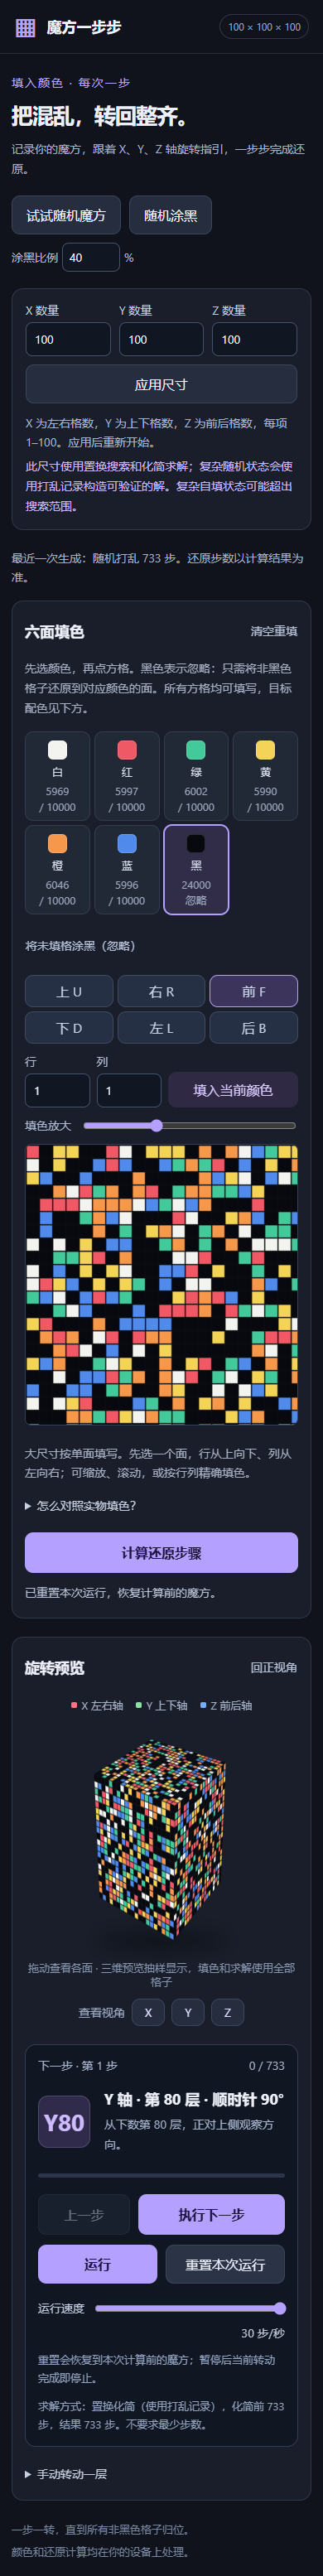 魔方一步步
100 × 100 × 100
填入颜色 · 每次一步
把混乱，转回整齐。
记录你的魔方，跟着 X、Y、Z 轴旋转指引，一步步完成还
原。
试试随机魔方
随机涂黑
涂黑比例 40 %
X 数量
Y 数量
Z 数量
100
100
100
应用尺寸
X 为左右格数，Y 为上下格数，Z 为前后格数，每项
1–100。应用后重新开始。
此尺寸使用置换搜索和化简求解；复杂随机状态会使
用打乱记录构造可验证的解。复杂自填状态可能超出
搜索范围。
最近一次生成：随机打乱 733 步。还原步数以计算结果为
准。
六面填色
清空重填
先选颜色，再点方格。黑色表示忽略：只需将非黑色
格子还原到对应颜色的面。所有方格均可填写，目标
配色见下方。
白
5969
/ 10000
红
5997
/ 10000
绿
6002
/ 10000
黄
5990
/ 10000
橙
6046
/ 10000
蓝
5996
/ 10000
黑
24000
忽略
将未填格涂黑（忽略）
上 U
右 R
前 F
下 D
左 L
后 B
行
列
1
1
填入当前颜色
填色放大
大尺寸按单面填写。先选一个面，行从上向下、列从
左向右；可缩放、滚动，或按行列精确填色。
▶ 怎么对照实物填色？
计算还原步骤
已重置本次运行，恢复计算前的魔方。
旋转预览
回正视角
X 左右轴
Y 上下轴
Z 前后轴
拖动查看各面 · 三维预览抽样显示，填色和求解使用全部
格子
查看视角
X
Y
Z
下一步 · 第 1 步
0 / 733
Y80
Y 轴 · 第 80 层 · 顺时针 90°
从下数第 80 层，正对上侧观察方
向。
上一步
执行下一步
运行
重置本次运行
运行速度
30 步/秒
重置会恢复到本次计算前的魔方；暂停后当前转动
完成即停止。
求解方式：置换化简（使用打乱记录），化简前 733
步，结果 733 步。不要求最少步数。
▶ 手动转动一层
一步一转，直到所有非黑色格子归位。
颜色和还原计算均在你的设备上处理。